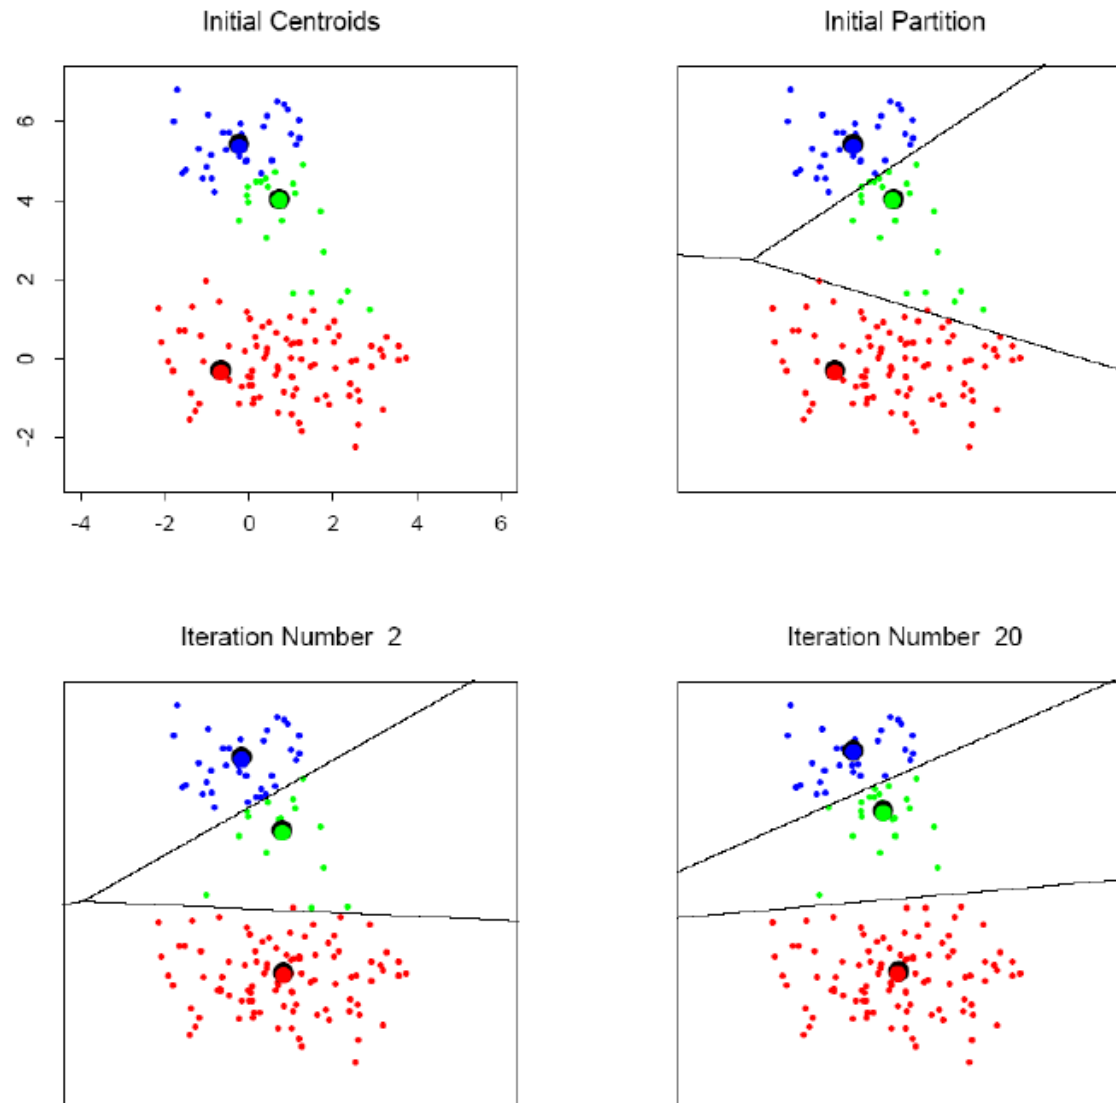 Initial Centroids
Initial Partition
6
4
2
0
-2
-4 -2 0 2 4 6
Iteration Number 2
Iteration Number 20